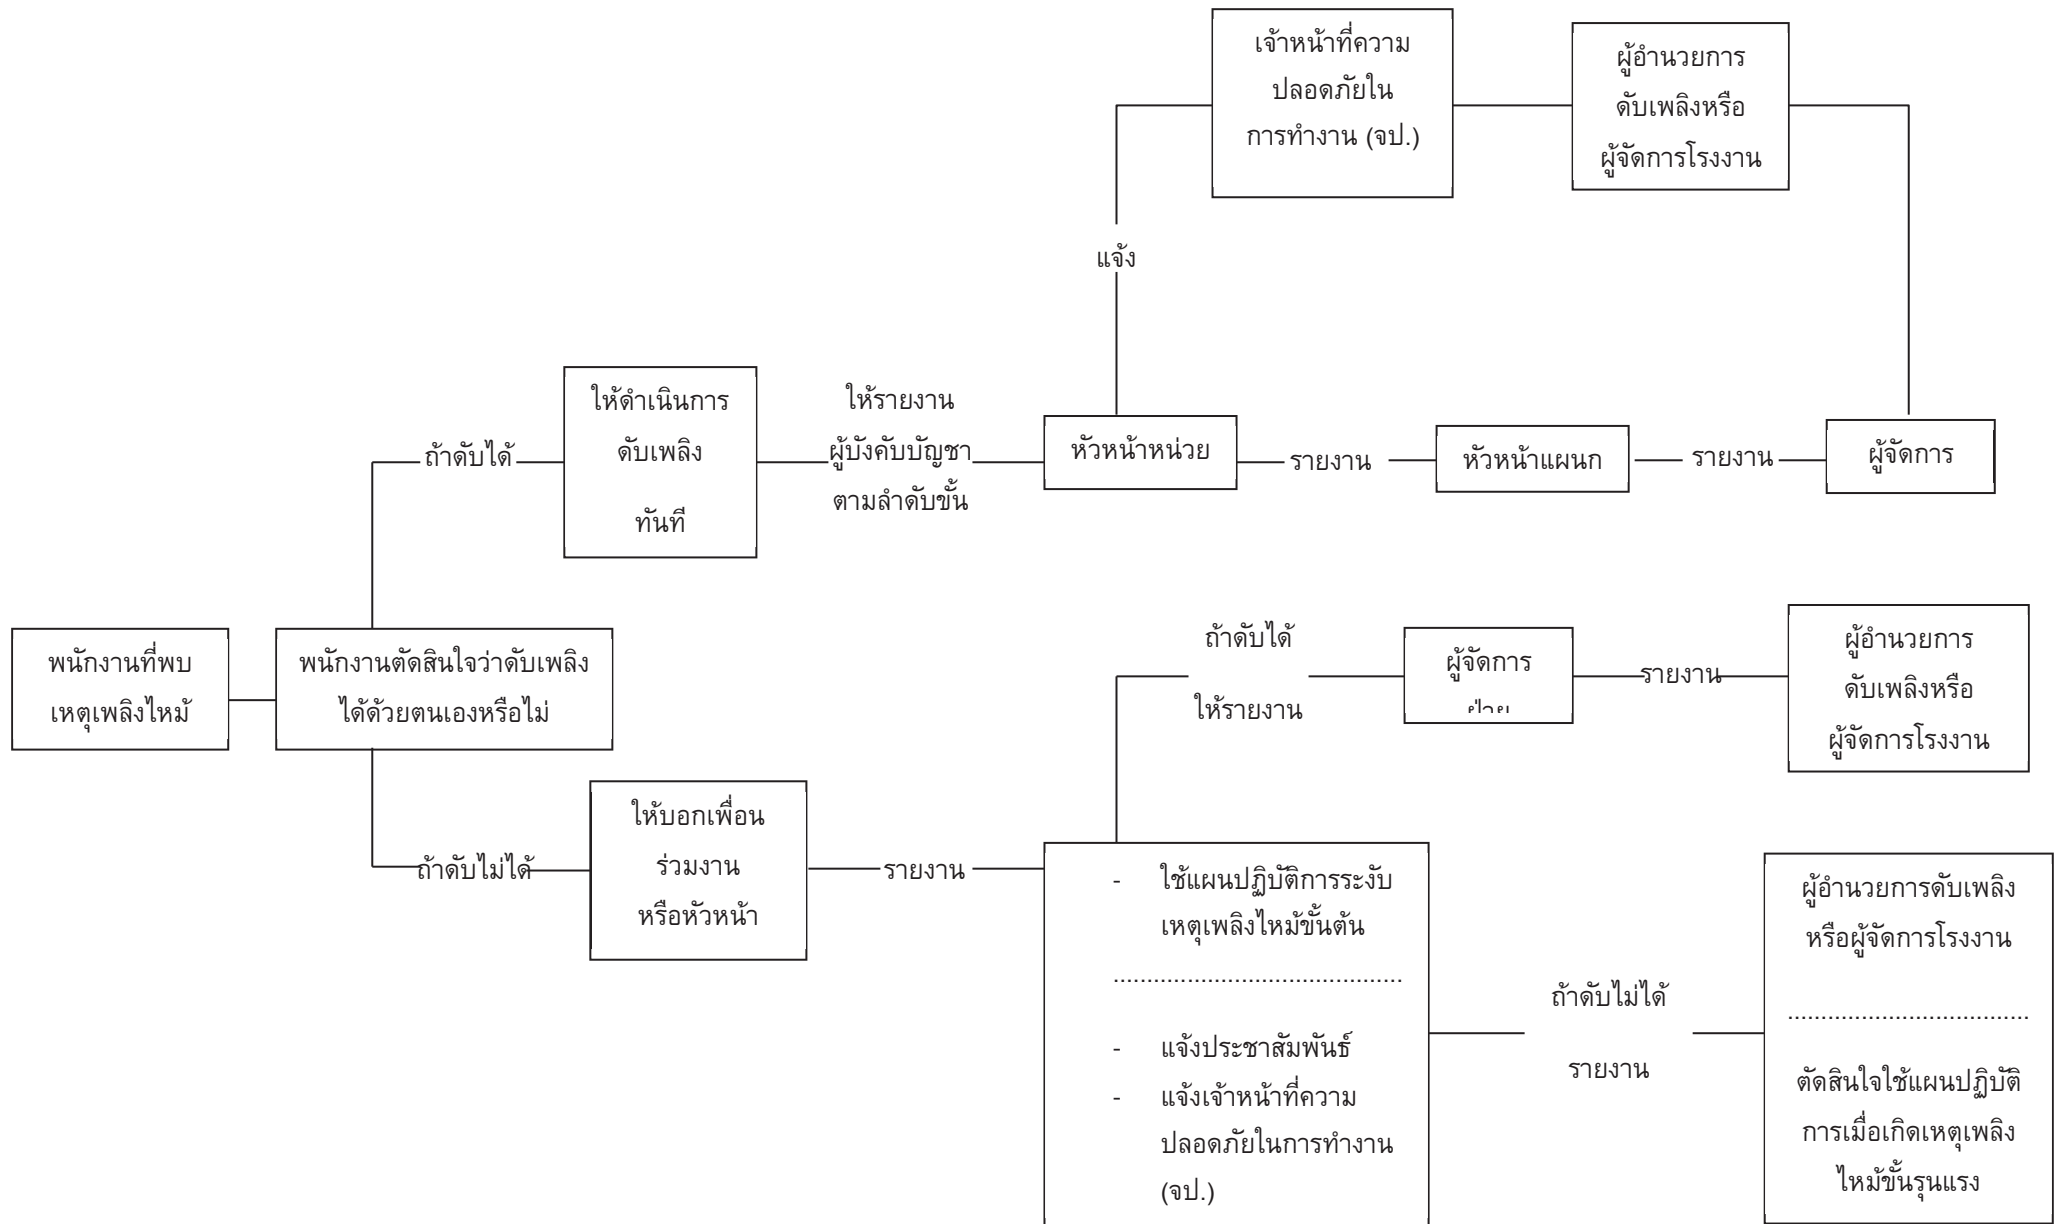 เจ้าหน้าที่ความ
ปลอดภัยใน
การทำงาน (จป.)
ผู้อำนวยการ
ดับเพลิงหรือ
ผู้จัดการโรงงาน
แจ้ง
ถ้าดับได้
ให้ดำเนินการ
ดับเพลิง
ทันที
ให้รายงาน
ผู้บังคับบัญชา
ตามลำดับขั้น
หัวหน้าหน่วย
รายงาน
หัวหน้าแผนก
รายงาน
ผู้จัดการ
พนักงานที่พบ
เหตุเพลิงไหม้
พนักงานตัดสินใจว่าดับเพลิง
ได้ด้วยตนเองหรือไม่
ถ้าดับได้
ให้รายงาน
ผู้จัดการ
รายงาน
ผู้อำนวยการ
ดับเพลิงหรือ
ผู้จัดการโรงงาน
ถ้าดับไม่ได้
ให้บอกเพื่อน
ร่วมงาน
หรือหัวหน้า
รายงาน
- ใช้แผนปฏิบัติการระงับ
เหตุเพลิงไหม้ขั้นต้น
...........................................
- แจ้งประชาสัมพันธ์
- แจ้งเจ้าหน้าที่ความ
ปลอดภัยในการทำงาน
(จป.)
ถ้าดับไม่ได้
รายงาน
ผู้อำนวยการดับเพลิง
หรือผู้จัดการโรงงาน
....................................
ตัดสินใจใช้แผนปฏิบัติ
การเมื่อเกิดเหตุเพลิง
ไหม้ขั้นรุนแรง